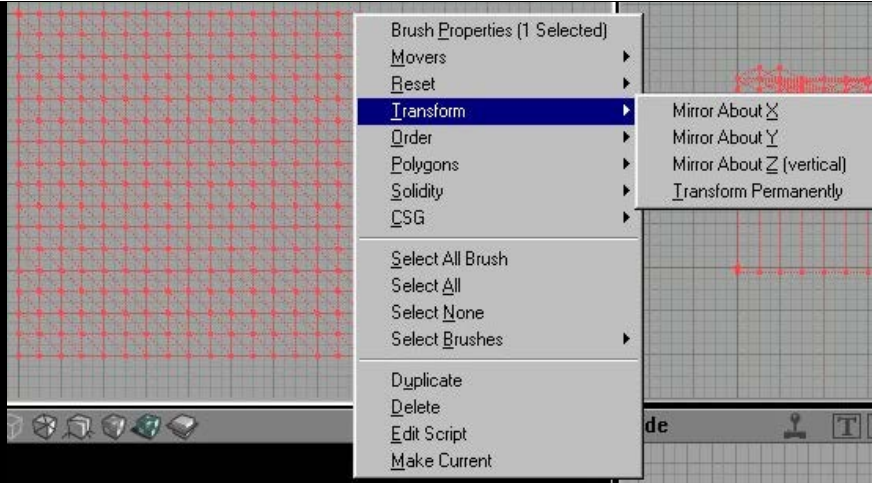 Brush Properties (1 Selected)
Movers
Reset
Transform
Order
Polygons
Solidity
CSG
Select All Brush
Select All
Select None
Select Brushes
Duplicate
Delete
Edit Script
Make Current
Mirror About X
Mirror About Y
Mirror About Z (vertical)
Transform Permanently
de
T